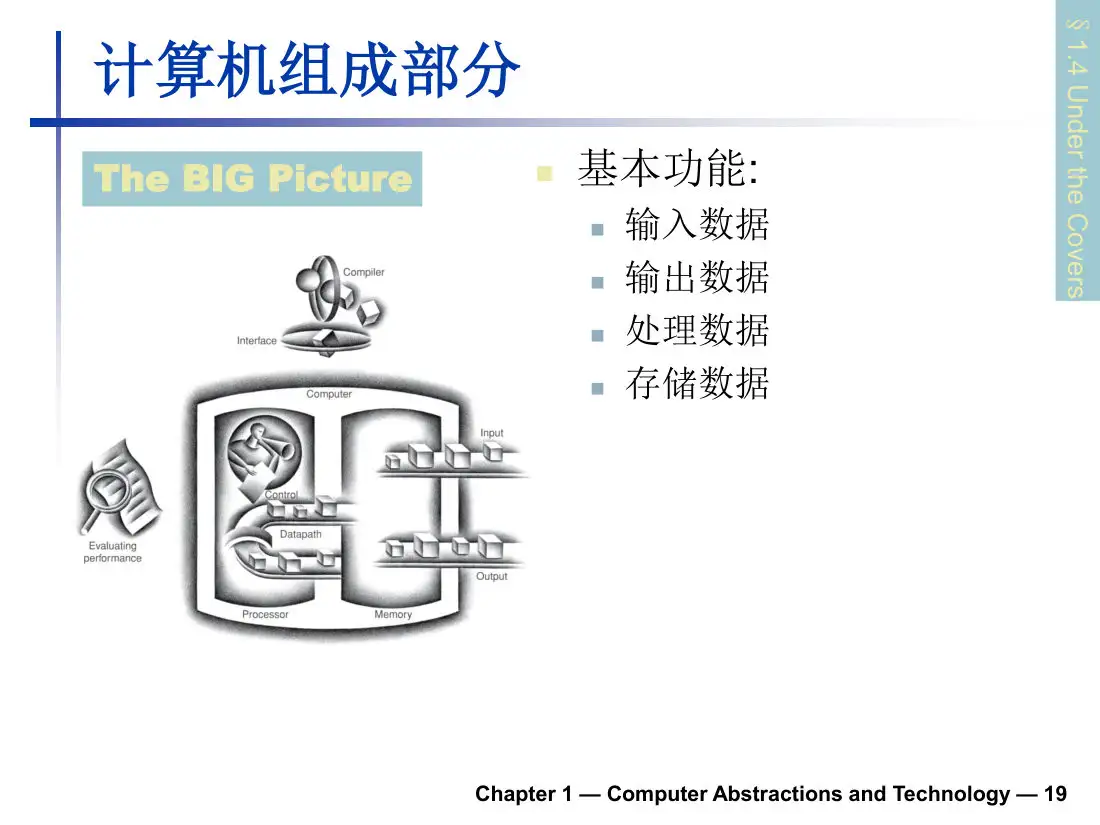 计算机组成部分
§1.4 Under the Covers
The BIG Picture
基本功能:
输入数据
输出数据
处理数据
存储数据
Compiler
Interface
Computer
Input
Control
Datapath
Evaluating
performance
Output
Processor
Memory
Chapter 1 — Computer Abstractions and Technology — 19